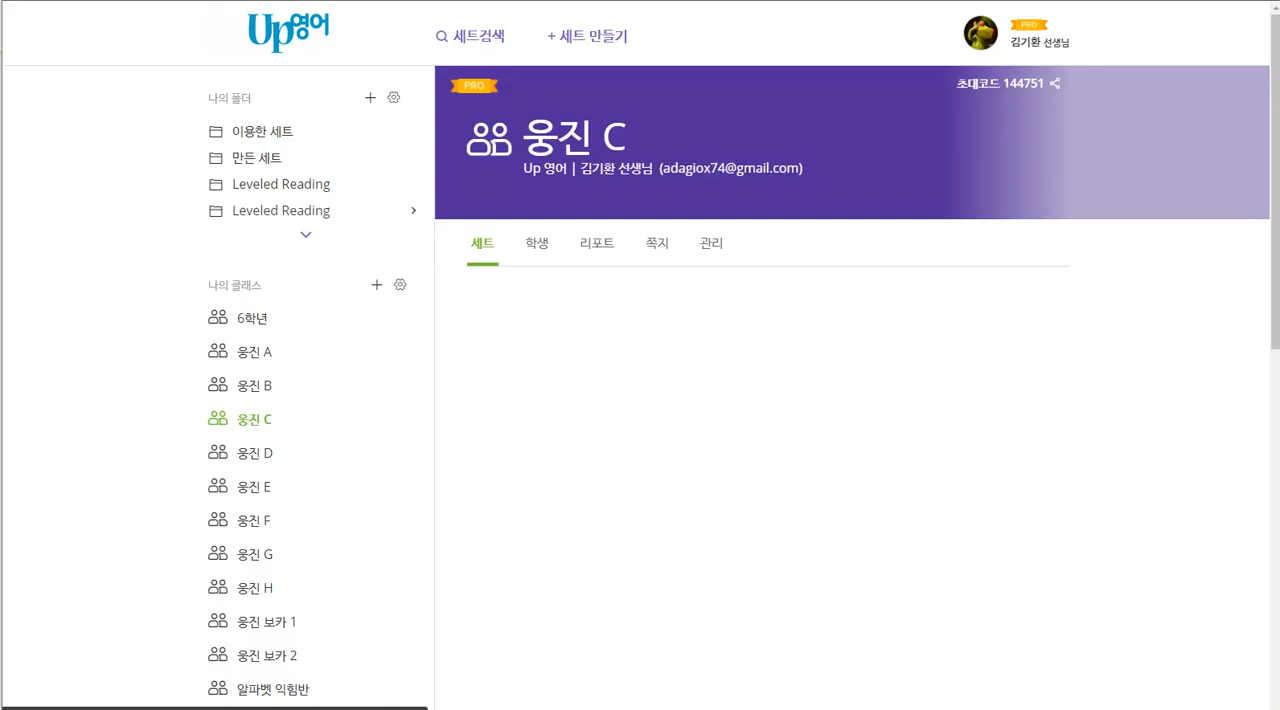 Up영어
세트검색
+ 세트 만들기
PRO
김기환 선생님
나의 폴더
이용한 세트
만든 세트
Leveled Reading
Leveled Reading
나의 클래스
6학년
웅진 A
웅진 B
웅진 C
웅진 D
웅진 E
웅진 F
웅진 G
웅진 H
웅진 보카 1
웅진 보카 2
알파벳 익힘반
PRO
초대코드 144751
웅진 C
Up 영어 | 김기환 선생님 (adagiox74@gmail.com)
세트 학생 리포트 쪽지 관리